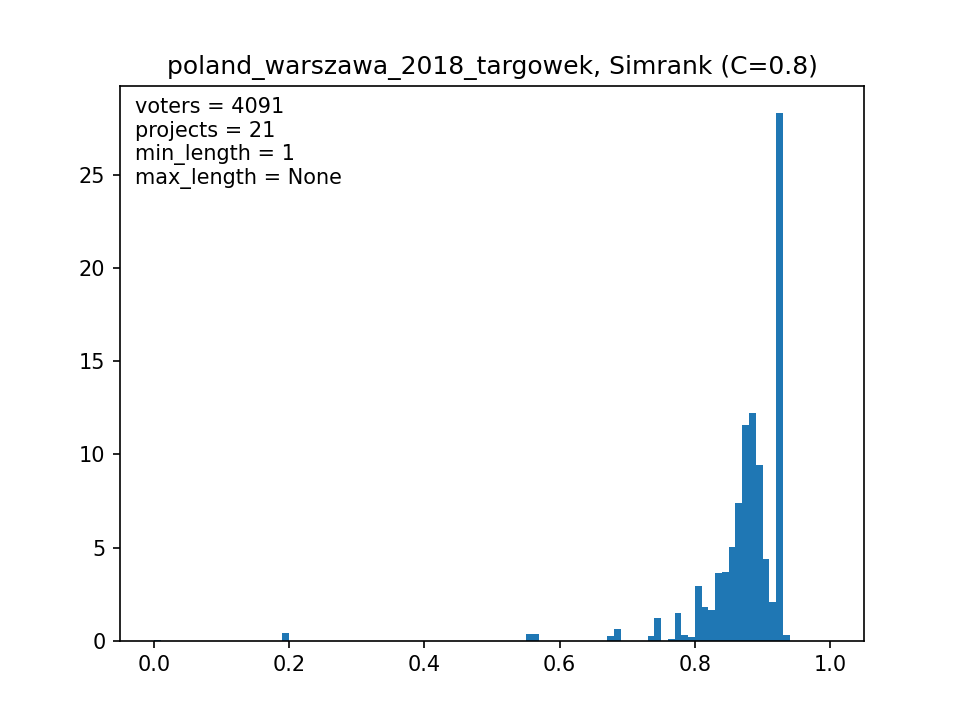 poland_warszawa_2018_targowek, Simrank (C=0.8)
voters = 4091
projects = 21
min_length = 1
max_length = None
25
20
15
10
5
0
0.0 0.2 0.4 0.6 0.8 1.0